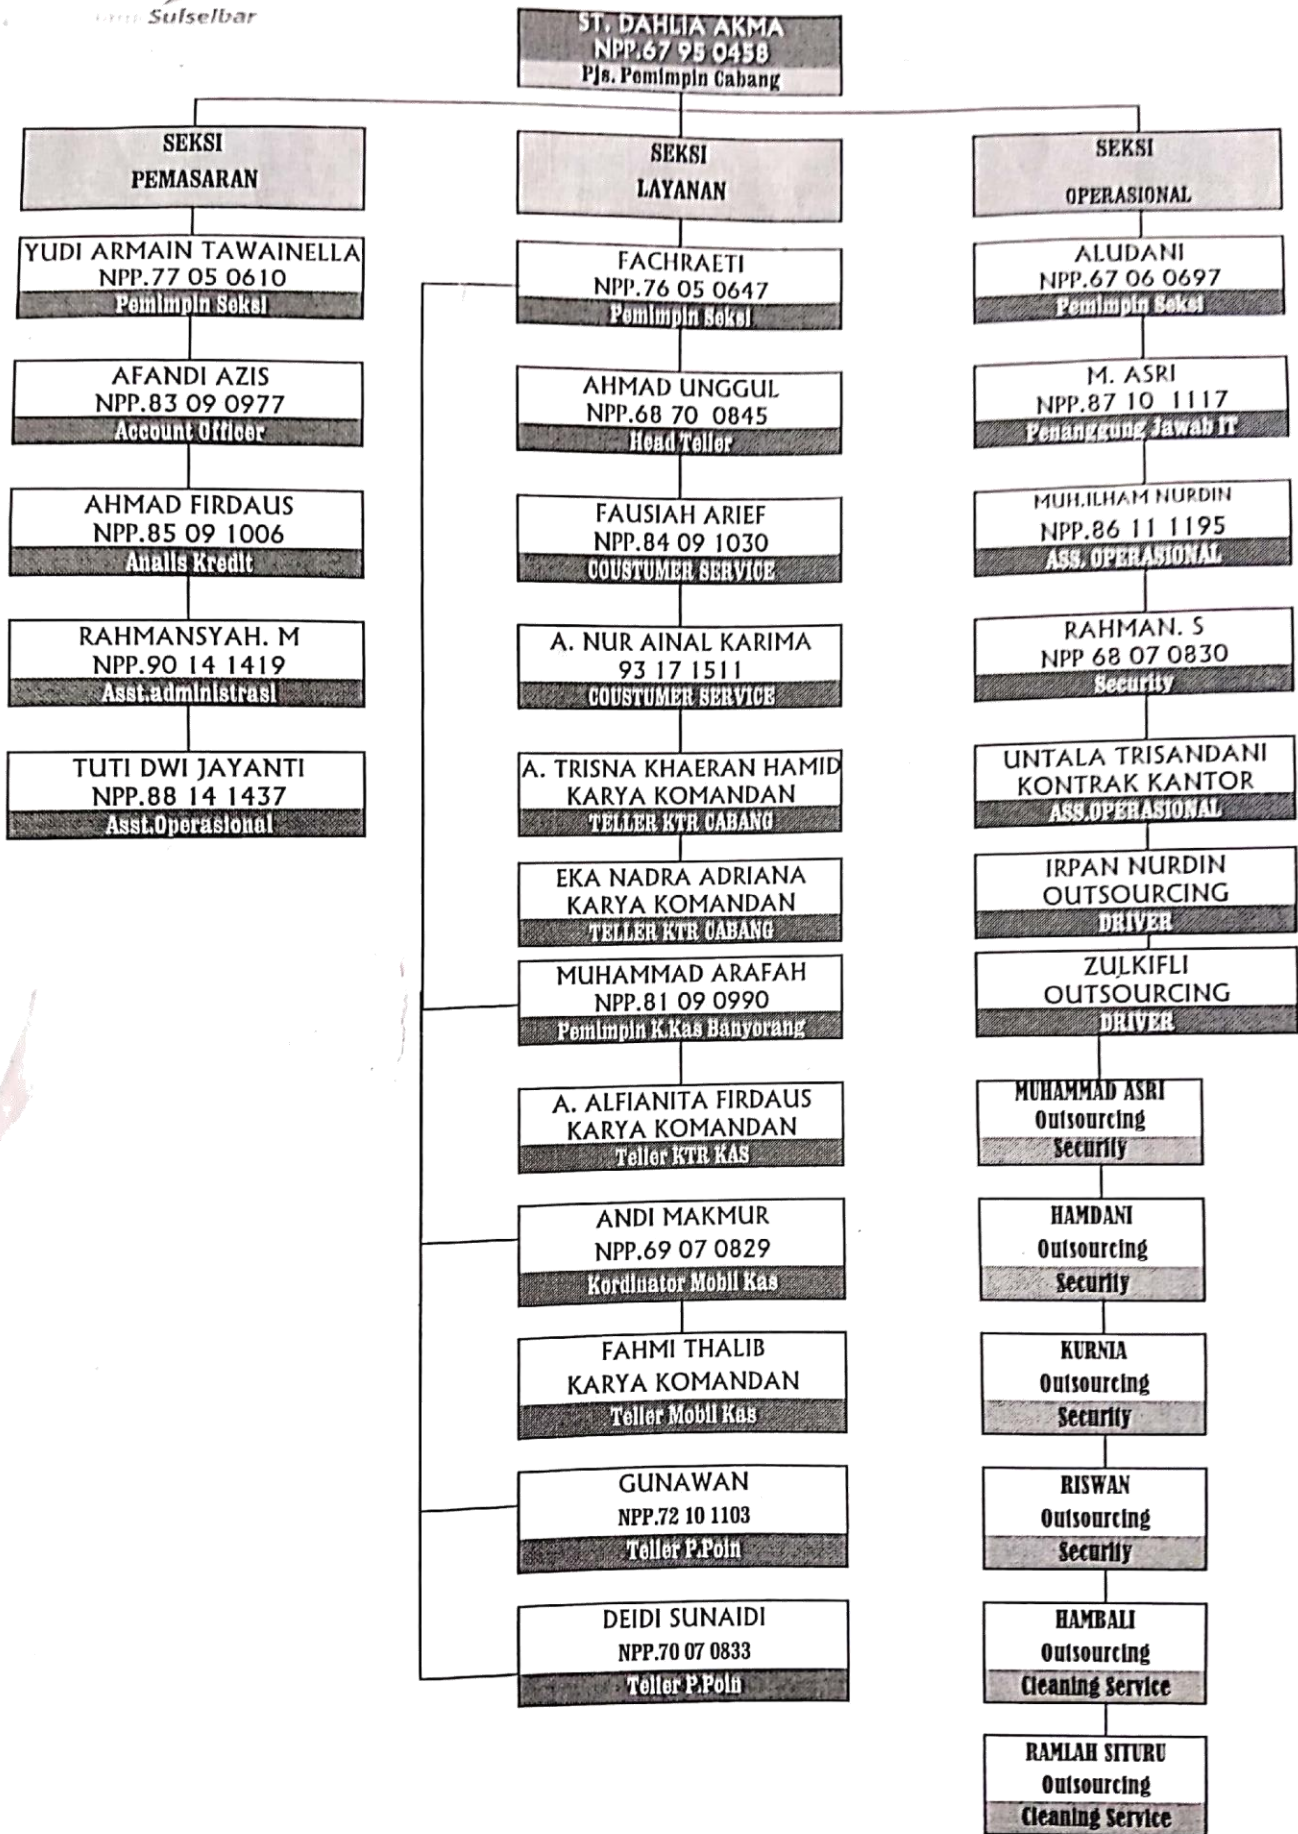 Sulselbar
ST. DAHLIA AKMA
NPP.67 95 0458
Pjs. Pemimpin Cabang
SEKSI
PEMASARAN
YUDI ARMAIN TAWAINELLA
NPP.77 05 0610
Pemimpin Seksi
AFANDI AZIS
NPP.83 09 0977
Account Officer
AHMAD FIRDAUS
NPP.85 09 1006
Analis Kredit
RAHMANSYAH. M
NPP.90 14 1419
Asst.administrasi
TUTI DWI JAYANTI
NPP.88 14 1437
Asst.Operasional
SEKSI
LAYANAN
FACHRAETI
NPP.76 05 0647
Pemimpin Seksi
AHMAD UNGGUL
NPP.68 70 0845
Head Teller
FAUSIAH ARIEF
NPP.84 09 1030
COUSTUMER SERVICE
A. NUR AINAL KARIMA
93 17 1511
COUSTUMER SERVICE
A. TRISNA KHAERAN HAMID
KARYA KOMANDAN
TELLER KTR CABANG
EKA NADRA ADRIANA
KARYA KOMANDAN
TELLER KTR CABANG
MUHAMMAD ARAFAH
NPP.81 09 0990
Pemimpin K.Kas Banyorang
A. ALFIANITA FIRDAUS
KARYA KOMANDAN
Teller KTR KAS
ANDI MAKMUR
NPP.69 07 0829
Kordinator Mobil Kas
FAHMI THALIB
KARYA KOMANDAN
Teller Mobil Kas
GUNAWAN
NPP.72 10 1103
Teller P.Poin
DEIDI SUNAIDI
NPP.70 07 0833
Teller P.Poin
SEKSI
OPERASIONAL
ALUDANI
NPP.67 06 0697
Pemimpin Seksi
M. ASRI
NPP.87 10 1117
Penanggung Jawab IT
MUH.ILHAM NURDIN
NPP.86 11 1195
ASS. OPERASIONAL
RAHMAN. S
NPP 68 07 0830
Security
UNTALA TRISANDANI
KONTRAK KANTOR
ASS.OPERASIONAL
IRPAN NURDIN
OUTSOURCING
DRIVER
ZULKIFLI
OUTSOURCING
DRIVER
MUHAMMAD ASRI
Outsourcing
Security
HAMDANI
Outsourcing
Security
KURNIA
Outsourcing
Security
RISWAN
Outsourcing
Security
HAMBALI
Outsourcing
Cleaning Service
RAMLAH SITURU
Outsourcing
Cleaning Service